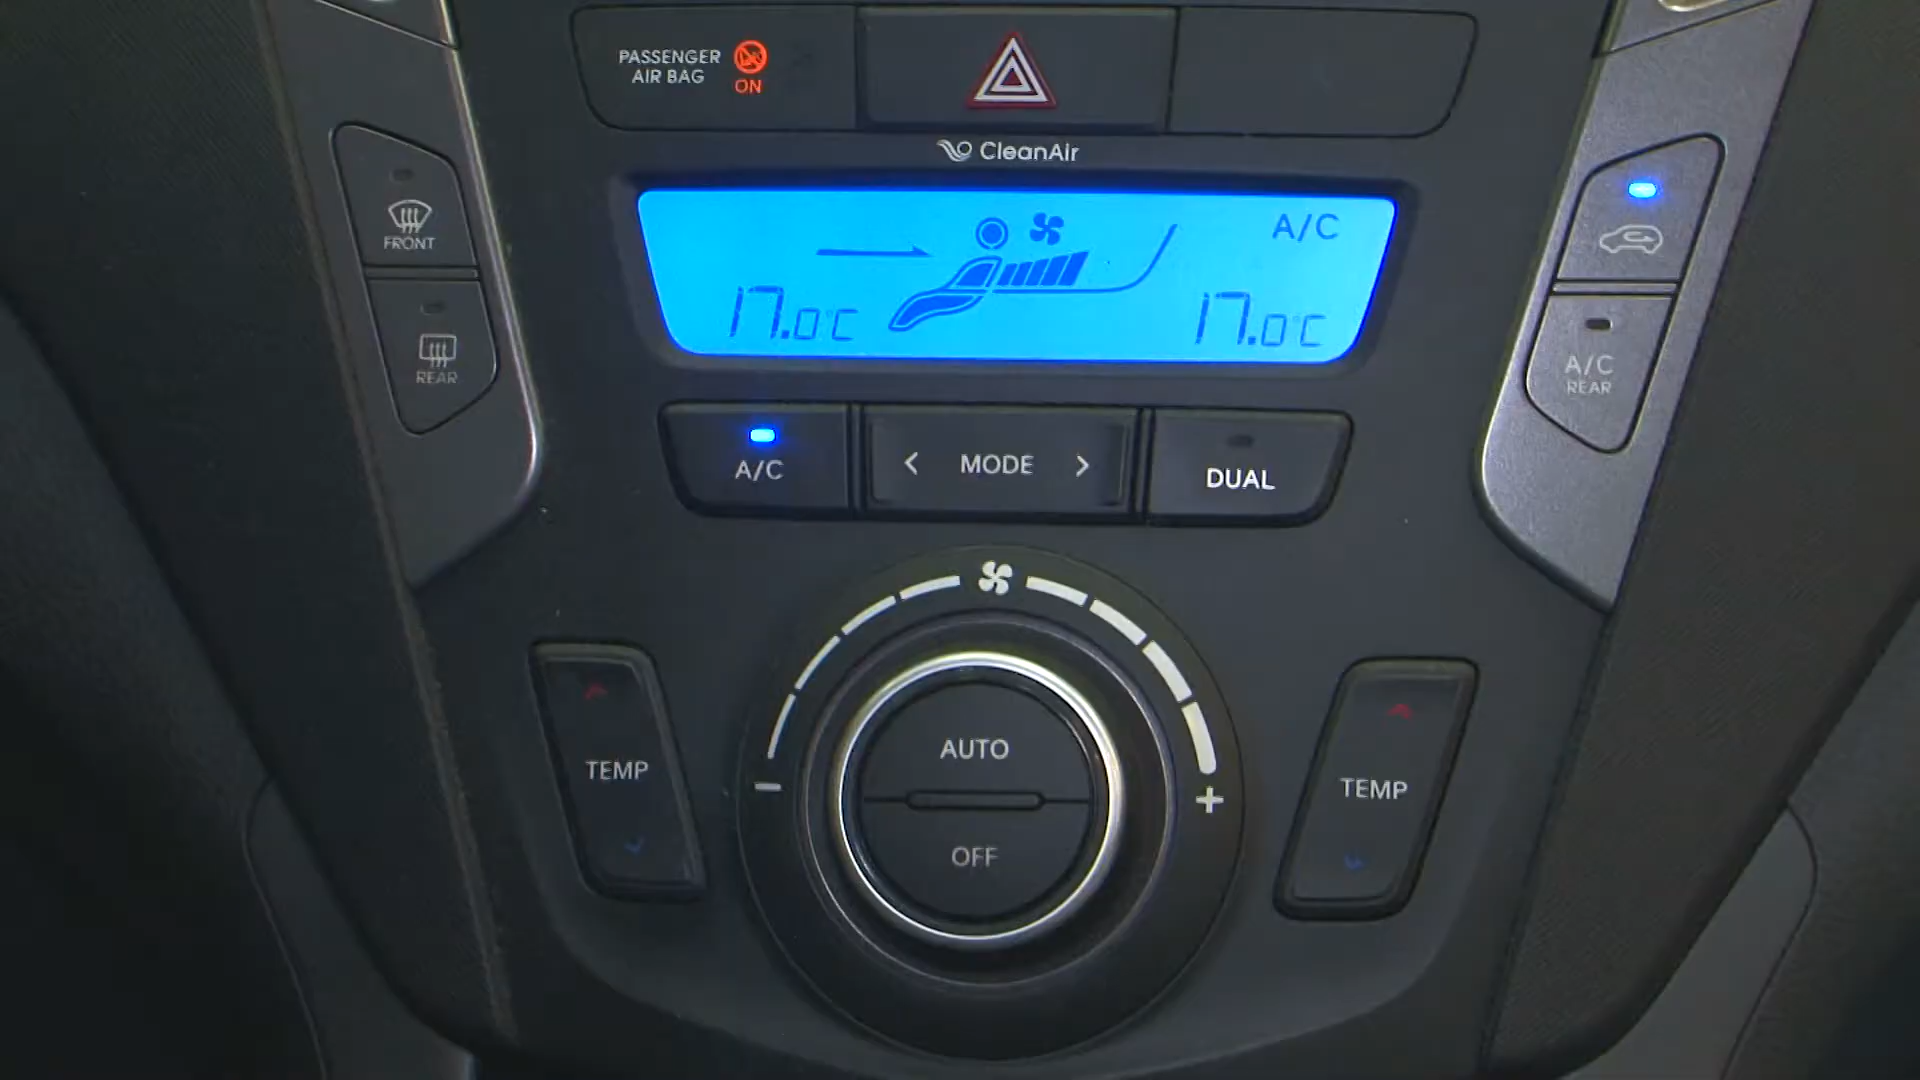 PASSENGER
AIR BAG
ON
CleanAir
FRONT
REAR
A/C
17.0°C
17.0°C
A/C
REAR
A/C
< MODE >
DUAL
TEMP
AUTO
OFF
TEMP
- +